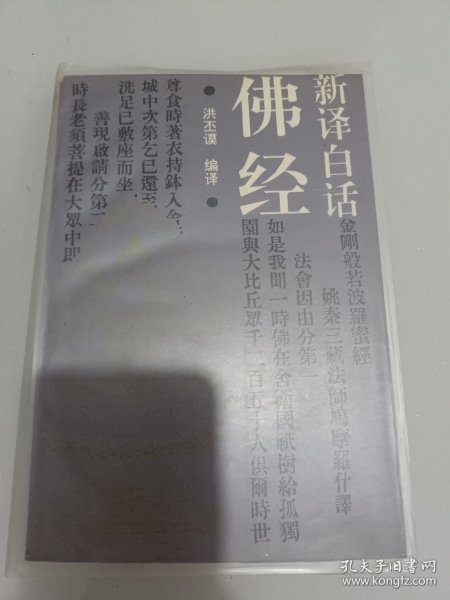 新译白话
佛经
洪丕谟 编译
金剛般若波羅蜜經
姚秦三藏法師鳩摩羅什譯
法會因由分第一
如是我聞一時佛在舍衛國祇樹給孤獨
園與大比丘眾千二百五十人俱爾時世
尊食時著衣持鉢入舍
城中次第乞已還至
洗足已敷座而坐
善現啟請分第二
時長老須菩提在大眾中即
孔夫子旧书网
www.kongfz.com